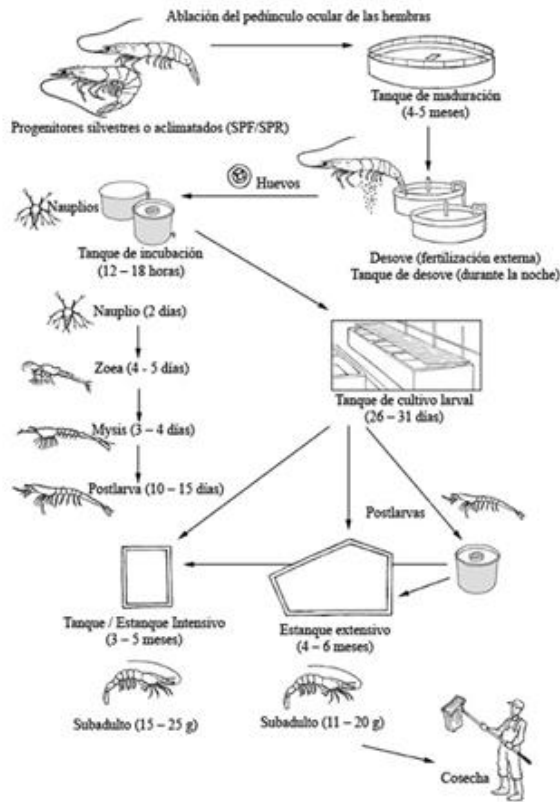 Ablación del pedúnculo ocular de las hembras
Progenitores silvestres o aclimatados (SPF/SPR)
Tanque de maduración
(4-5 meses)
Huevos
Nauplios
Tanque de incubación
(12 – 18 horas)
Desove (fertilización externa)
Tanque de desove (durante la noche)
Nauplio (2 días)
Zoea (4 - 5 días)
Mysis (3 – 4 días)
Postlarva (10 – 15 días)
Tanque de cultivo larval
(26 – 31 días)
Postlarvas
Tanque / Estanque Intensivo
(3 – 5 meses)
Estanque extensivo
(4 – 6 meses)
Subadulto (15 – 25 g)
Subadulto (11 – 20 g)
Cosecha